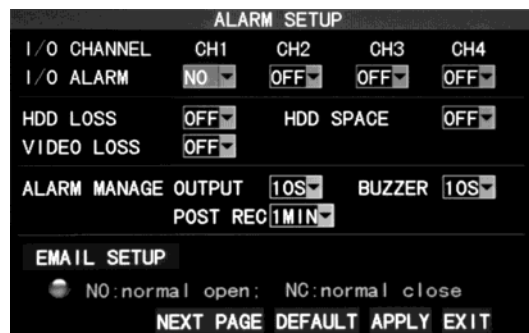 ALARM SETUP
I/O CHANNEL CH1 CH2 CH3 CH4
I/O ALARM NO OFF OFF OFF
HDD LOSS OFF HDD SPACE OFF
VIDEO LOSS OFF
ALARM MANAGE OUTPUT 10S BUZZER 10S
POST REC 1MIN
EMAIL SETUP
NO:normal open; NC:normal close
NEXT PAGE DEFAULT APPLY EXIT